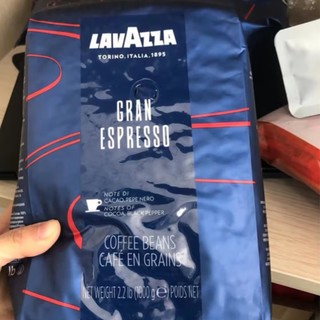 LAVAZZA
TORINO, ITALIA, 1895
GRAN
ESPRESSO
NOTE DI
CACAO, PEPE NERO
NOTES OF
COCOA, BLACK PEPPER
COFFEE BEANS
CAFÉ EN GRAINS
NET WEIGHT 2.2 lb (1000 g) e POIDS NET